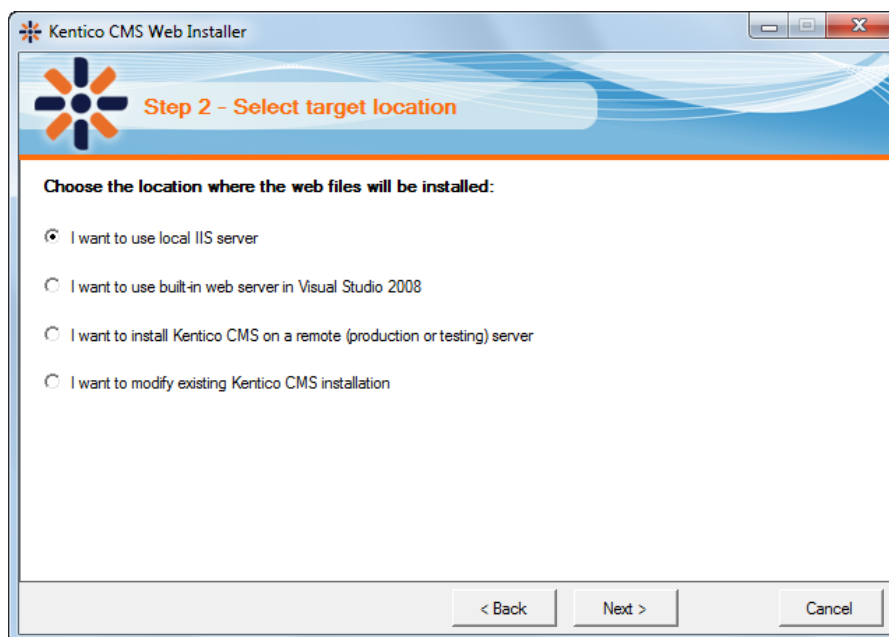 Kentico CMS Web Installer
Step 2 - Select target location
Choose the location where the web files will be installed:
I want to use local IIS server
I want to use built-in web server in Visual Studio 2008
I want to install Kentico CMS on a remote (production or testing) server
I want to modify existing Kentico CMS installation
< Back Next > Cancel